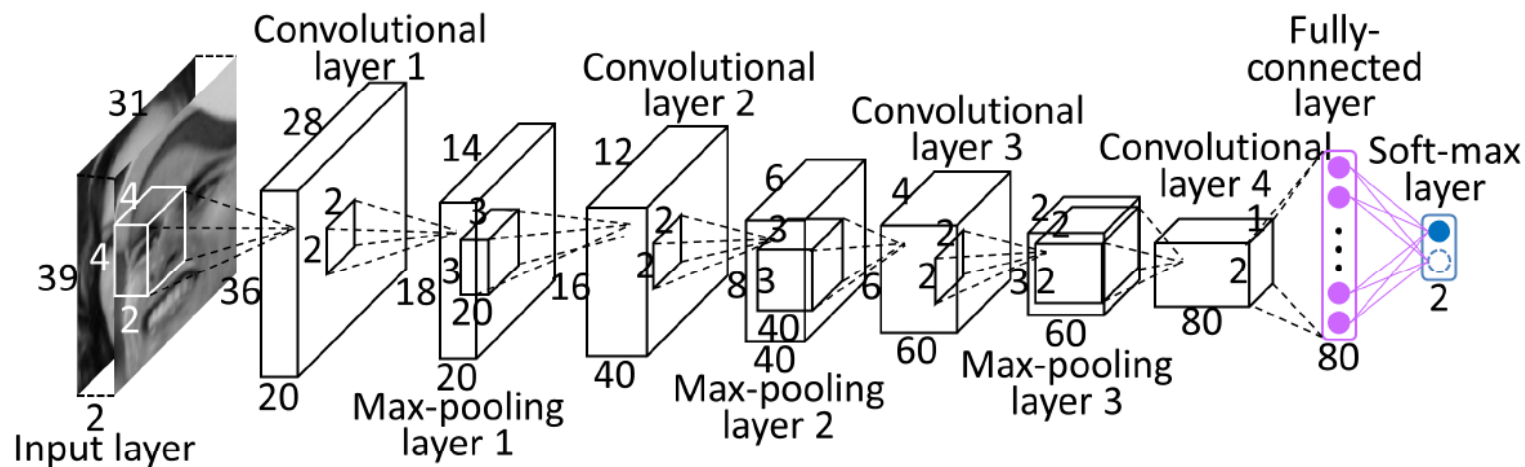 Convolutional
layer 1
Convolutional
layer 2
Convolutional
layer 3
Convolutional
layer 4
Fully-
connected
layer
Soft-max
layer
31
4
4
2
39
2
Input layer
28
2
2
36
20
14
3
3
20
18
20
Max-pooling
layer 1
12
2
2
16
40
6
3
3
40
8
40
Max-pooling
layer 2
4
2
2
6
60
2
2
2
3
60
Max-pooling
layer 3
1
2
80
80
2